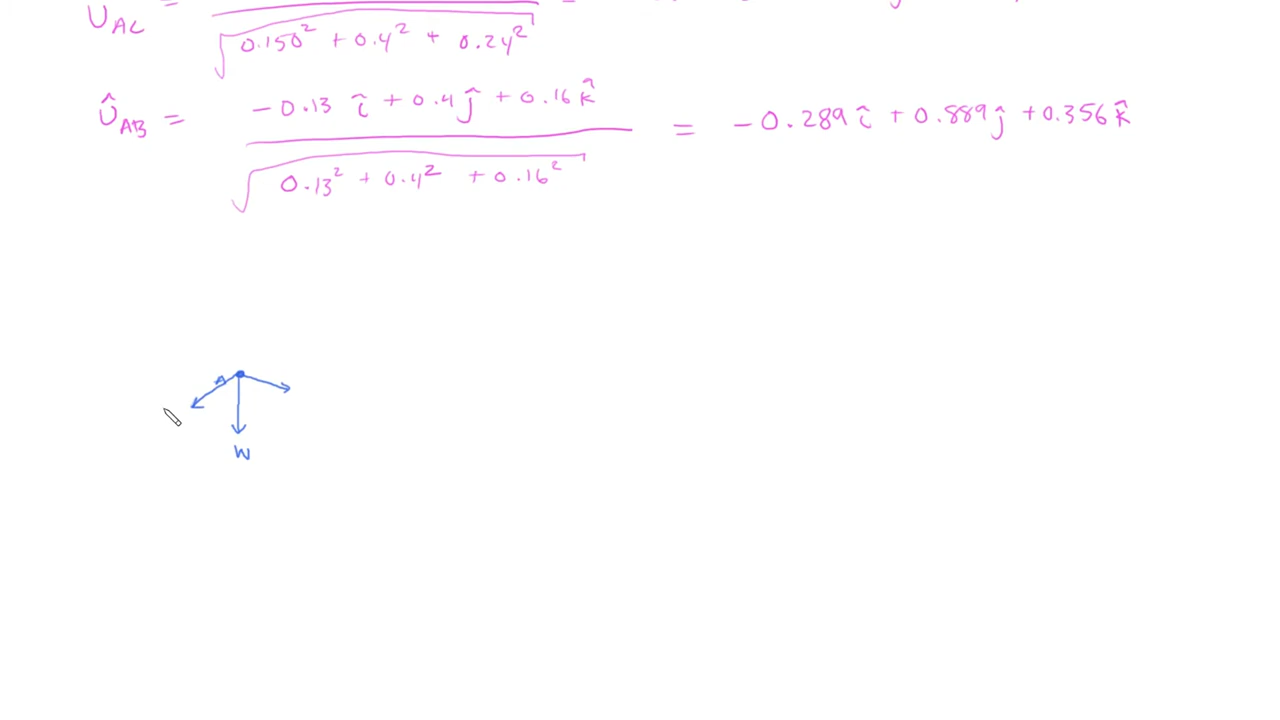 U_AC
√(0.150² + 0.4² + 0.24²)
Û_AB = (-0.13 î + 0.4 ĵ + 0.16 k̂) / √(0.13² + 0.4² + 0.16²) = -0.289 î + 0.889 ĵ + 0.356 k̂
A
W